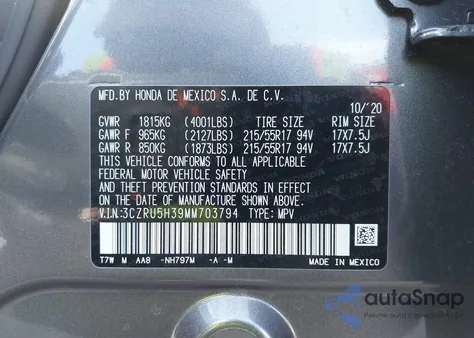 MFD.BY HONDA DE MEXICO S.A. DE C.V.
10/'20
GVWR 1815KG (4001LBS) TIRE SIZE RIM SIZE
GAWR F 965KG (2127LBS) 215/55R17 94V 17X7.5J
GAWR R 850KG (1873LBS) 215/55R17 94V 17X7.5J
THIS VEHICLE CONFORMS TO ALL APPLICABLE
FEDERAL MOTOR VEHICLE SAFETY
AND THEFT PREVENTION STANDARDS IN EFFECT
ON THE DATE OF MANUFACTURE SHOWN ABOVE.
V.I.N:3CZRU5H39MM703794 TYPE: MPV
T7W M AA8 -NH797M -A -M
MADE IN MEXICO
autoSnap